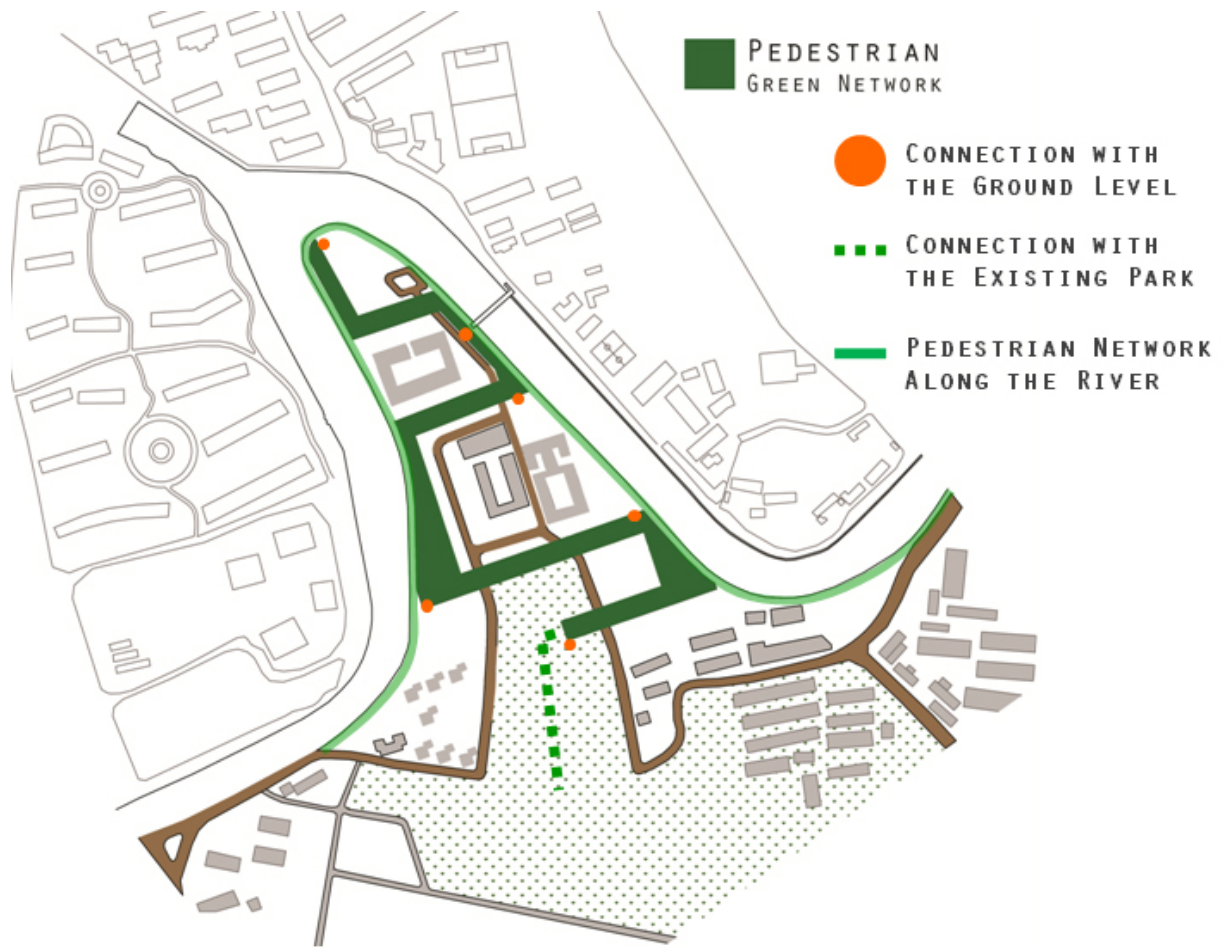 PEDESTRIAN
GREEN NETWORK
CONNECTION WITH
THE GROUND LEVEL
CONNECTION WITH
THE EXISTING PARK
PEDESTRIAN NETWORK
ALONG THE RIVER